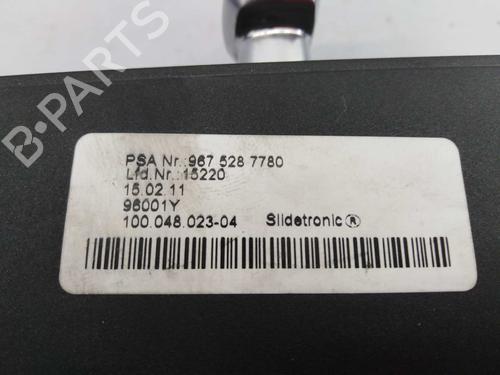 B-PARTS
PSA Nr.:967 528 7780
Lfd.Nr.:15220
15.02.11
96001Y
100.048.023-04 Slidetronic®